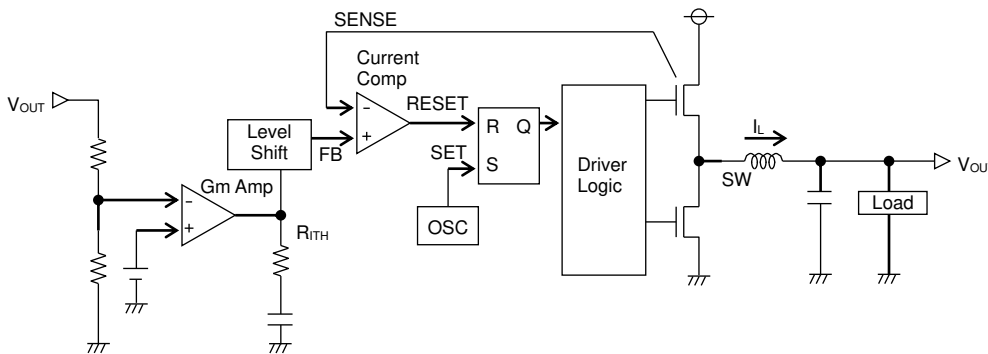 SENSE
Current
Comp
VOUT
RESET
Level
Shift
FB
SET
R Q
S
IL
Driver
Logic
SW
VOU
Gm Amp
OSC
Load
RITH
-
+
-
+